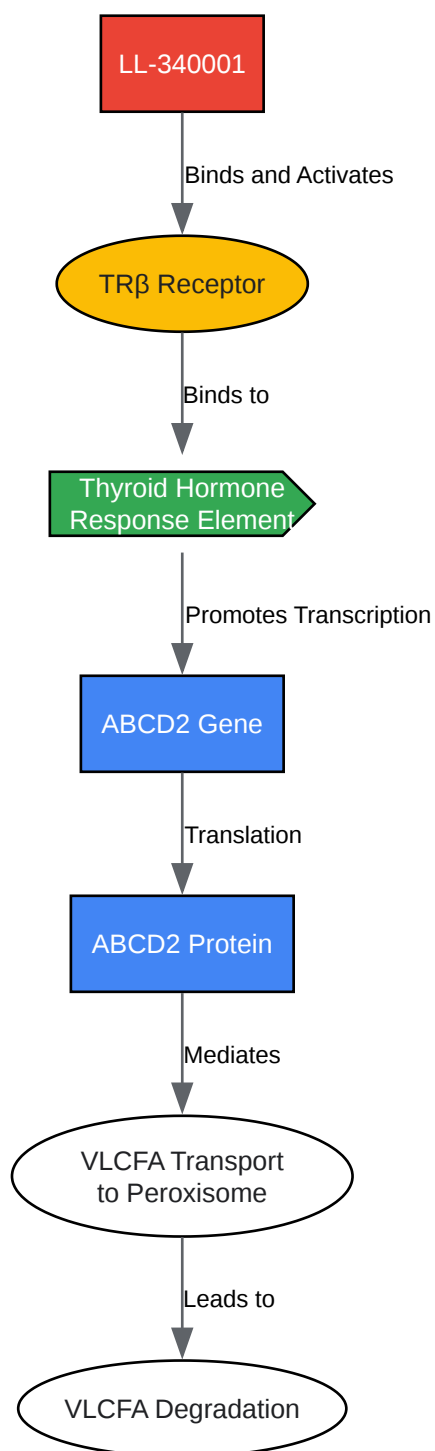 LL-340001
Binds and Activates
TRβ Receptor
Binds to
Thyroid Hormone
Response Element
Promotes Transcription
ABCD2 Gene
Translation
ABCD2 Protein
Mediates
VLCFA Transport
to Peroxisome
Leads to
VLCFA Degradation